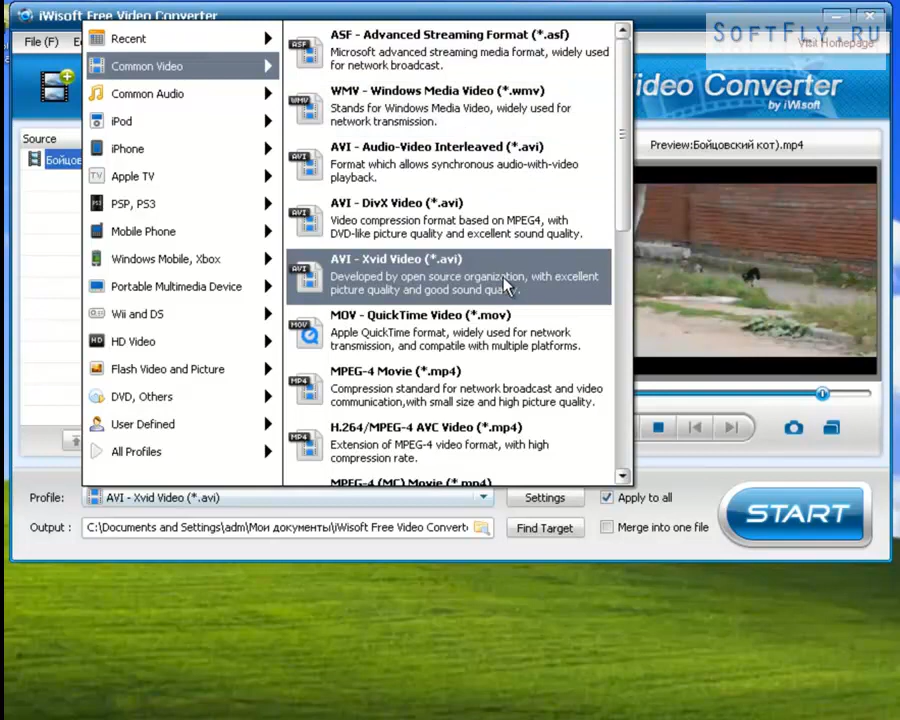 iWisoft Free Video Converter
SOFTFLY.RU
File (F)
Visit Homepage
Video Converter
by iWisoft
Source
Бойцов
Preview:Бойцовский кот).mp4
Recent
Common Video
Common Audio
iPod
iPhone
Apple TV
PSP, PS3
Mobile Phone
Windows Mobile, Xbox
Portable Multimedia Device
Wii and DS
HD Video
Flash Video and Picture
DVD, Others
User Defined
All Profiles
ASF - Advanced Streaming Format (*.asf)
Microsoft advanced streaming media format, widely used
for network broadcast.
WMV - Windows Media Video (*.wmv)
Stands for Windows Media Video, widely used for
network transmission.
AVI - Audio-Video Interleaved (*.avi)
Format which allows synchronous audio-with-video
playback.
AVI - DivX Video (*.avi)
Video compression format based on MPEG4, with
DVD-like picture quality and excellent sound quality.
AVI - Xvid Video (*.avi)
Developed by open source organization, with excellent
picture quality and good sound quality.
MOV - QuickTime Video (*.mov)
Apple QuickTime format, widely used for network
transmission, and compatible with multiple platforms.
MPEG-4 Movie (*.mp4)
Compression standard for network broadcast and video
communication,with small size and high picture quality.
H.264/MPEG-4 AVC Video (*.mp4)
Extension of MPEG-4 video format, with high
compression rate.
MPEG-4 (MC) Movie (*.mp4)
Profile:
AVI - Xvid Video (*.avi)
Settings
Apply to all
START
Output :
C:\Documents and Settings\adm\Мои документы\iWisoft Free Video Converte
Find Target
Merge into one file